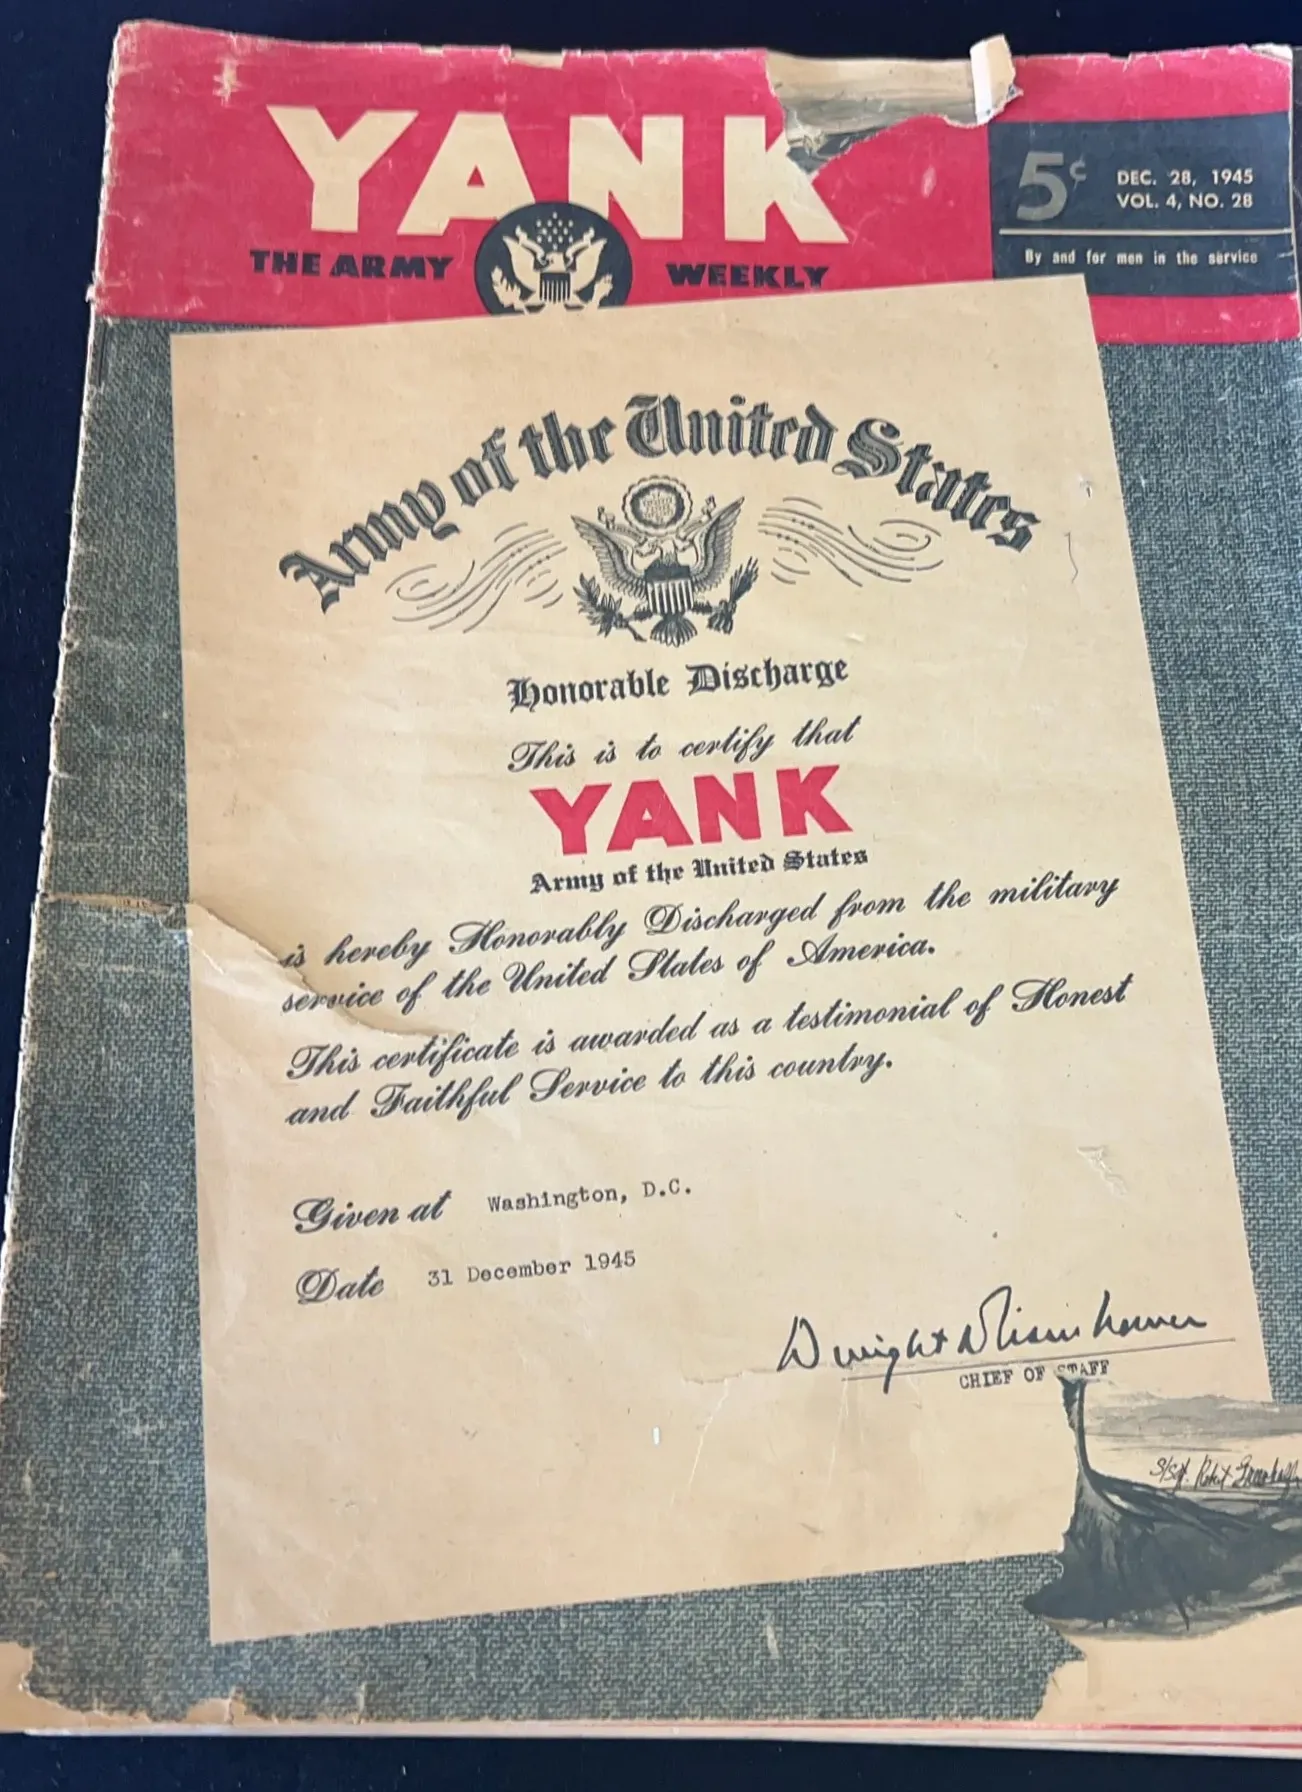 YANK
THE ARMY WEEKLY
5¢
DEC. 28, 1945
VOL. 4, NO. 28
By and for men in the service
Army of the United States
Honorable Discharge
This is to certify that
YANK
Army of the United States
is hereby Honorably Discharged from the military
service of the United States of America.
This certificate is awarded as a testimonial of Honest
and Faithful Service to this country.
Given at Washington, D.C.
Date 31 December 1945
Dwight D Eisenhower
CHIEF OF STAFF
S/Sgt. Robert